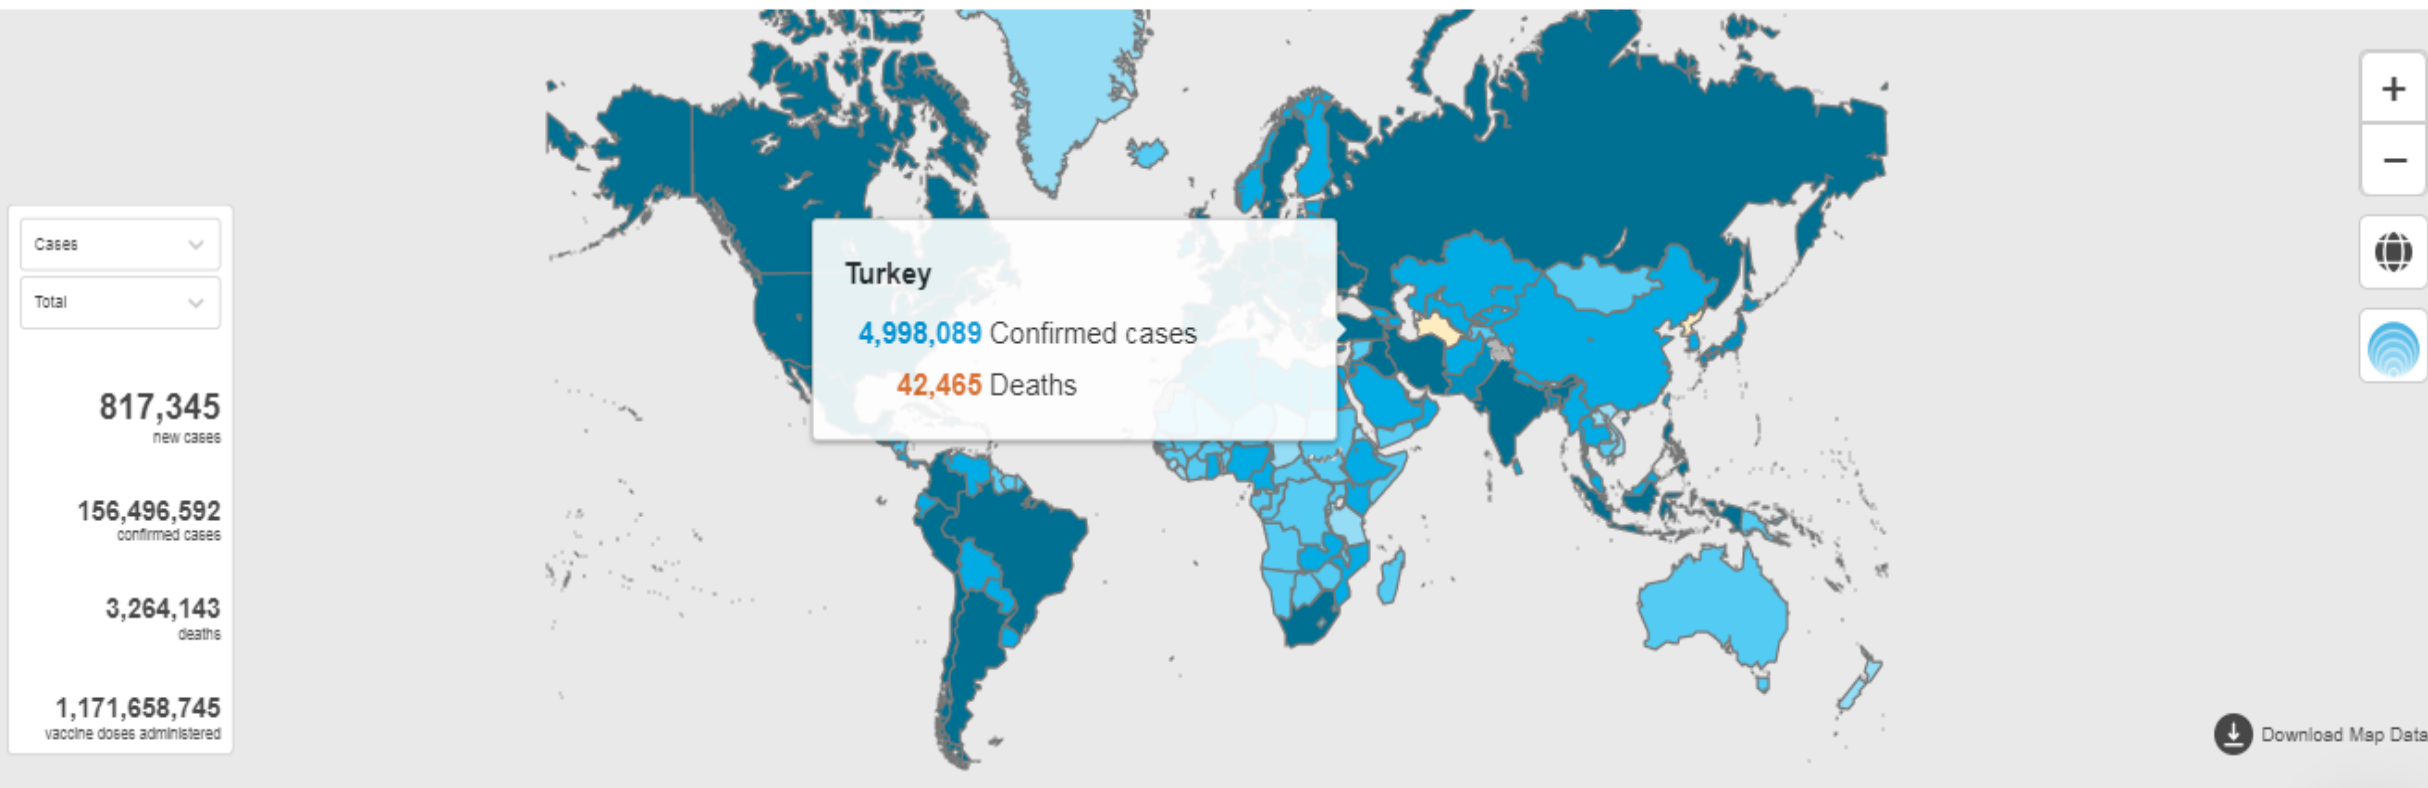 Cases
Total
817,345
new cases
156,496,592
confirmed cases
3,264,143
deaths
1,171,658,745
vaccine doses administered
Turkey
4,998,089 Confirmed cases
42,465 Deaths
+
−
Download Map Data